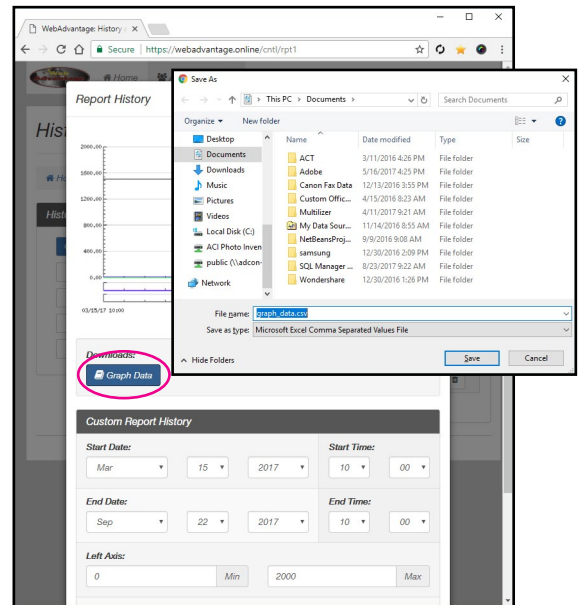 WebAdvantage: History
Secure | https://webadvantage.online/cntl/rpt1
Home
Report History
2000.00
1600.00
1200.00
800.00
400.00
0.00
03/15/17 10:00
Save As
This PC > Documents >
Search Documents
Organize
New folder
Desktop
Documents
Downloads
Music
Pictures
Videos
Local Disk (C:)
ACI Photo Inven
public (\\adcon-
Network
Name Date modified Type Size
ACT 3/11/2016 4:26 PM File folder
Adobe 5/16/2017 4:25 PM File folder
Canon Fax Data 12/13/2016 3:55 PM File folder
Custom Offic... 4/15/2016 8:23 AM File folder
Multilizer 4/11/2017 9:21 AM File folder
My Data Sour... 11/14/2016 8:55 AM File folder
NetBeansProj... 9/9/2016 9:08 AM File folder
samsung 12/30/2016 2:09 PM File folder
SQL Manager ... 8/23/2017 9:22 AM File folder
Wondershare 12/30/2016 1:26 PM File folder
File name: graph_data.csv
Save as type: Microsoft Excel Comma Separated Values File
Hide Folders
Save
Cancel
Downloads:
Graph Data
Custom Report History
Start Date:
Start Time:
Mar 15 2017 10 00
End Date:
End Time:
Sep 22 2017 10 00
Left Axis:
0 Min 2000 Max